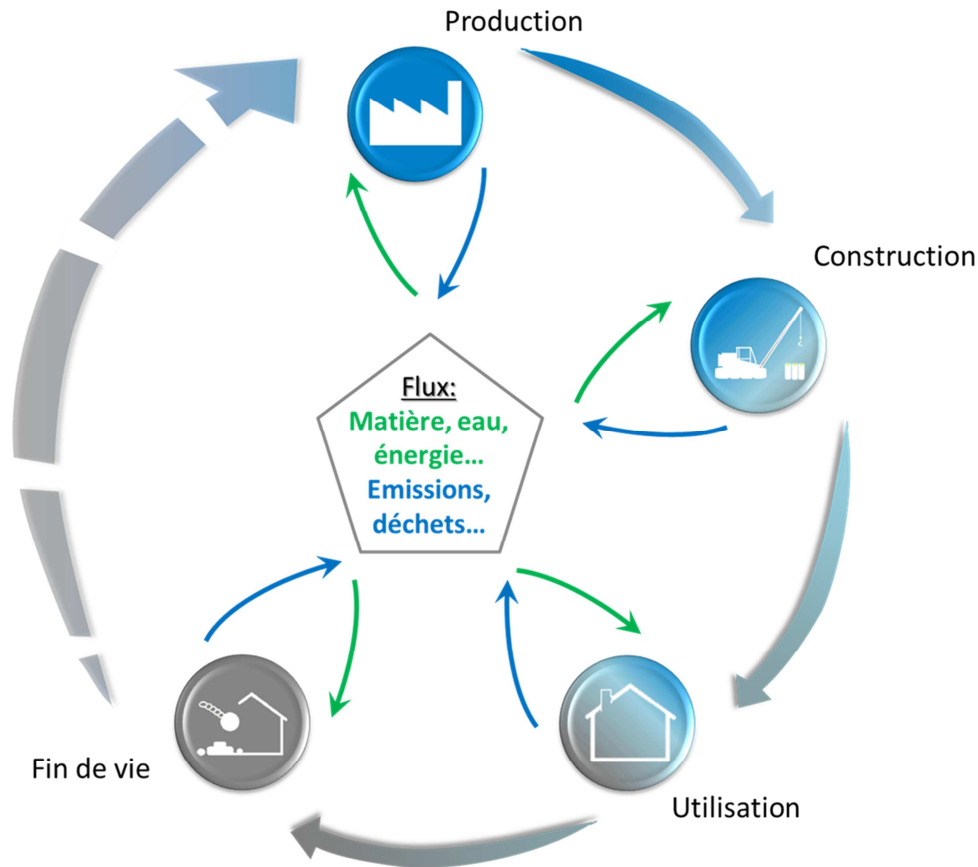 Production
Construction
Flux:
Matière, eau,
énergie...
Emissions,
déchets...
Fin de vie
Utilisation